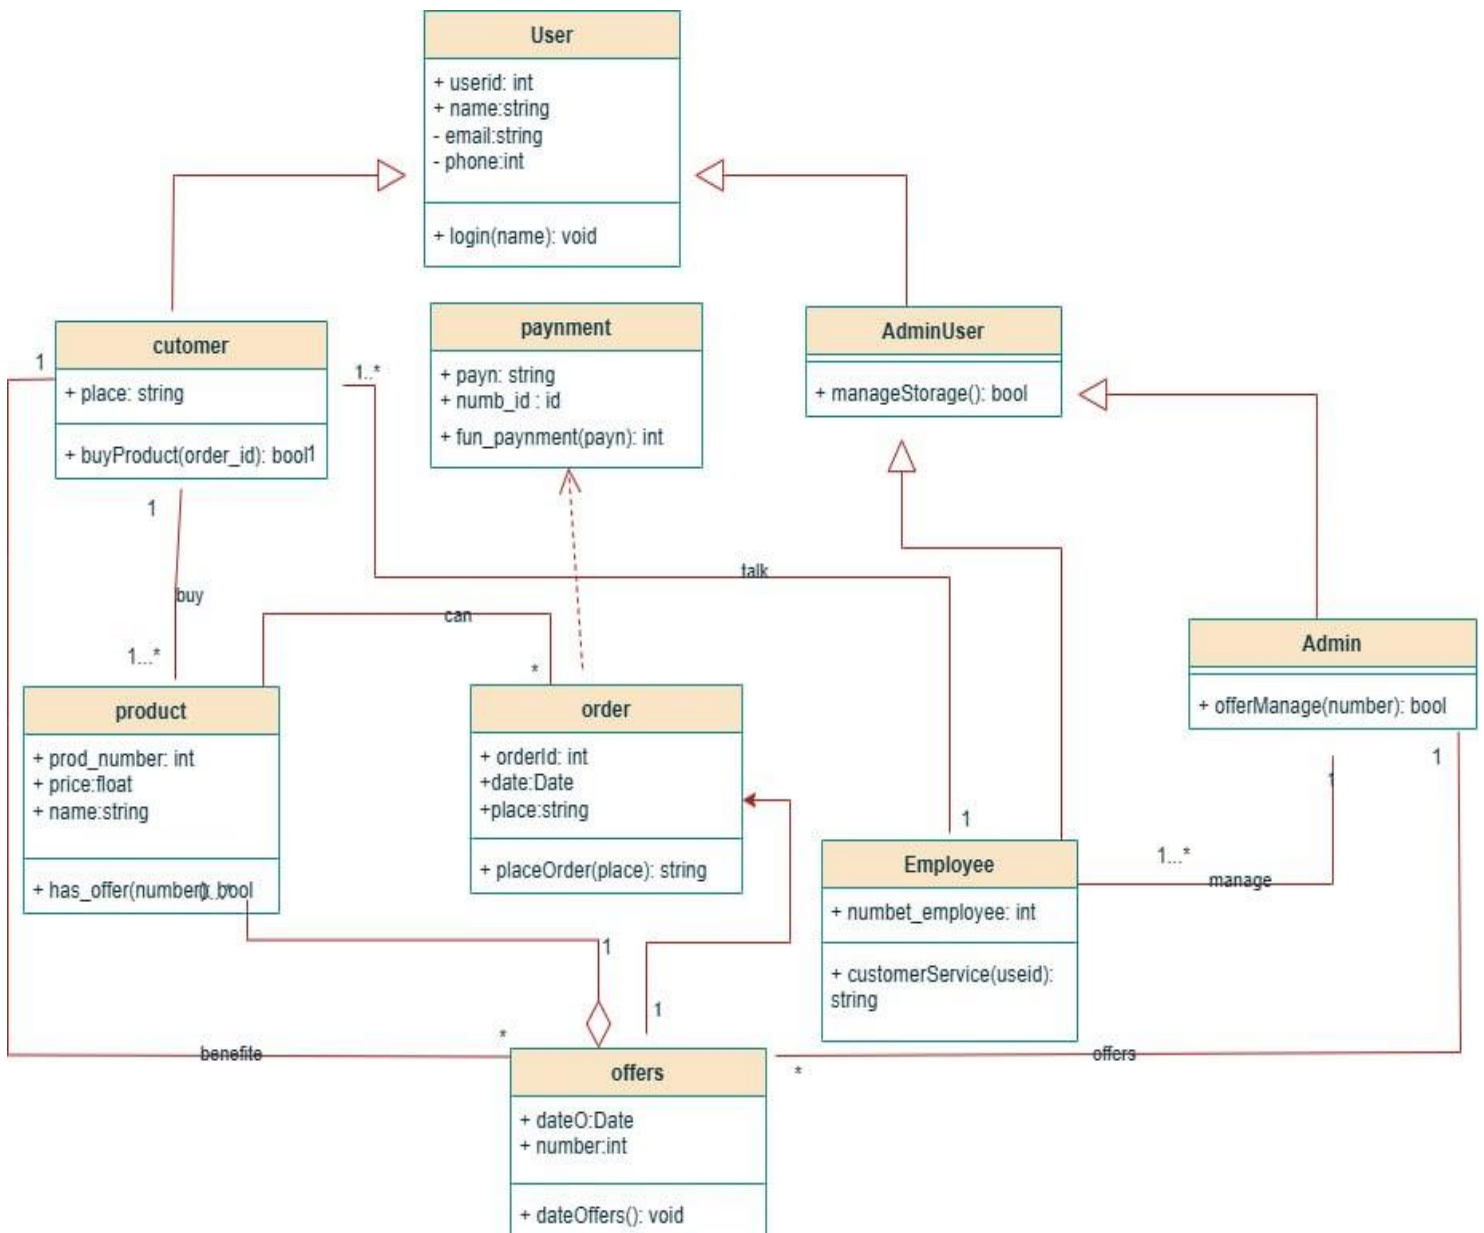 User
+ userid: int
+ name:string
- email:string
- phone:int
+ login(name): void
cutomer
+ place: string
+ buyProduct(order_id): bool
1
paynment
+ payn: string
+ numb_id : id
+ fun_paynment(payn): int
AdminUser
+ manageStorage(): bool
1
1..*
1
buy
1...*
talk
can
*
Admin
+ offerManage(number): bool
product
+ prod_number: int
+ price:float
+ name:string
+ has_offer(number): bool
order
+ orderId: int
+date:Date
+place:string
+ placeOrder(place): string
1
1
1
Employee
+ numbet_employee: int
+ customerService(useid):
string
1...*
manage
1
1
*
benefite
offers
*
offers
+ dateO:Date
+ number:int
+ dateOffers(): void